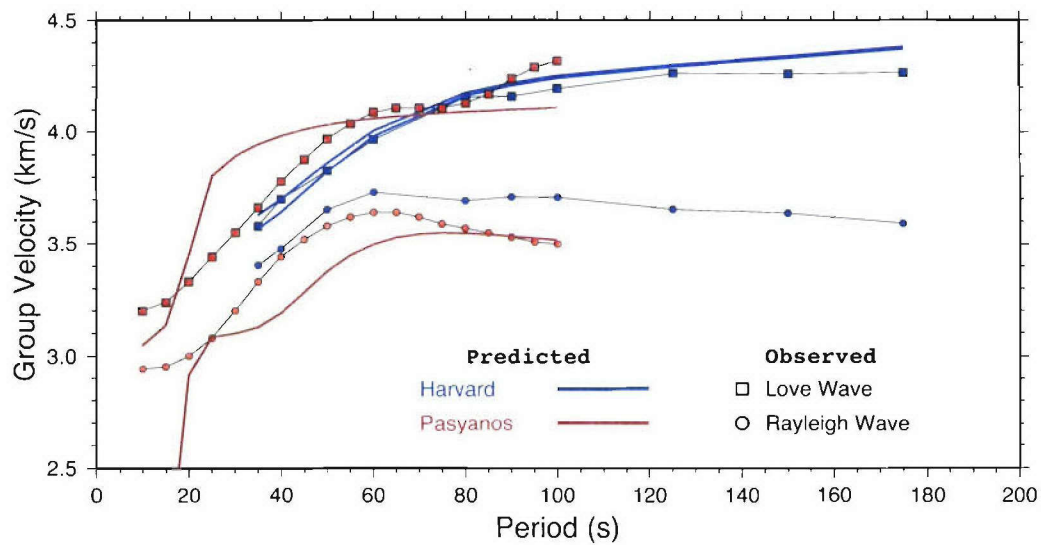 Group Velocity (km/s)
4.5
4.0
3.5
3.0
2.5
Predicted Observed
Harvard Love Wave
Pasyanos Rayleigh Wave
0 20 40 60 80 100 120 140 160 180 200
Period (s)